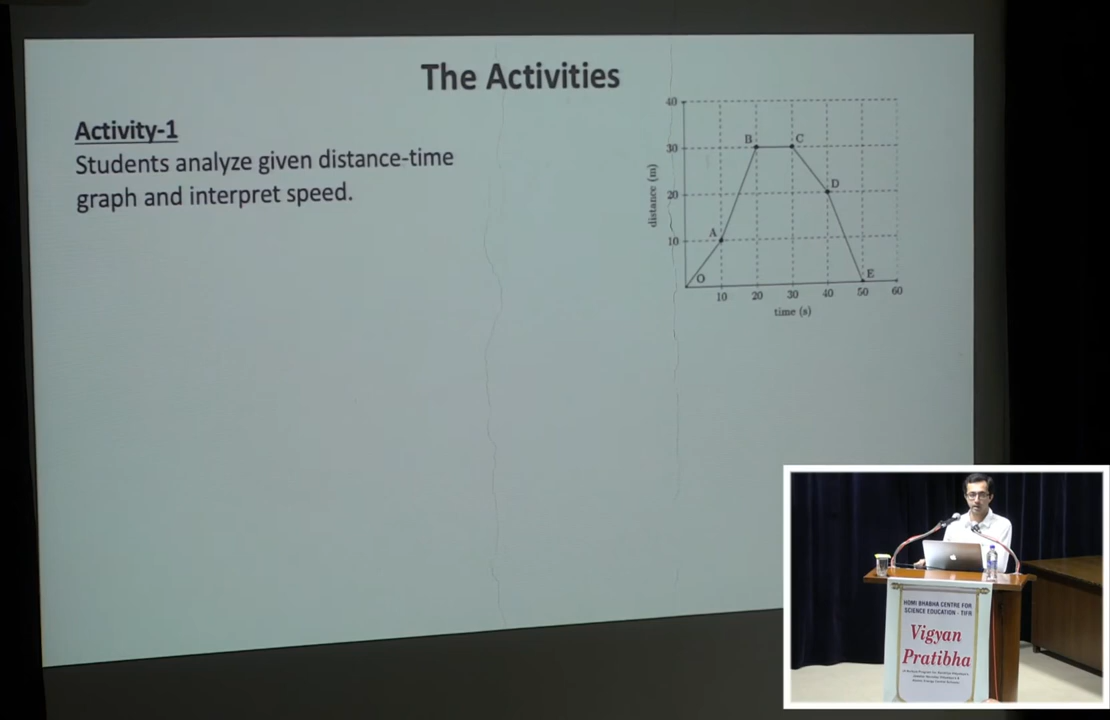 The Activities
Activity-1
Students analyze given distance-time
graph and interpret speed.
40
30
20
10
distance (m)
B
C
D
A
O
E
10 20 30 40 50 60
time (s)
HOMI BHABHA CENTRE FOR
SCIENCE EDUCATION - TIFR
Vigyan
Pratibha